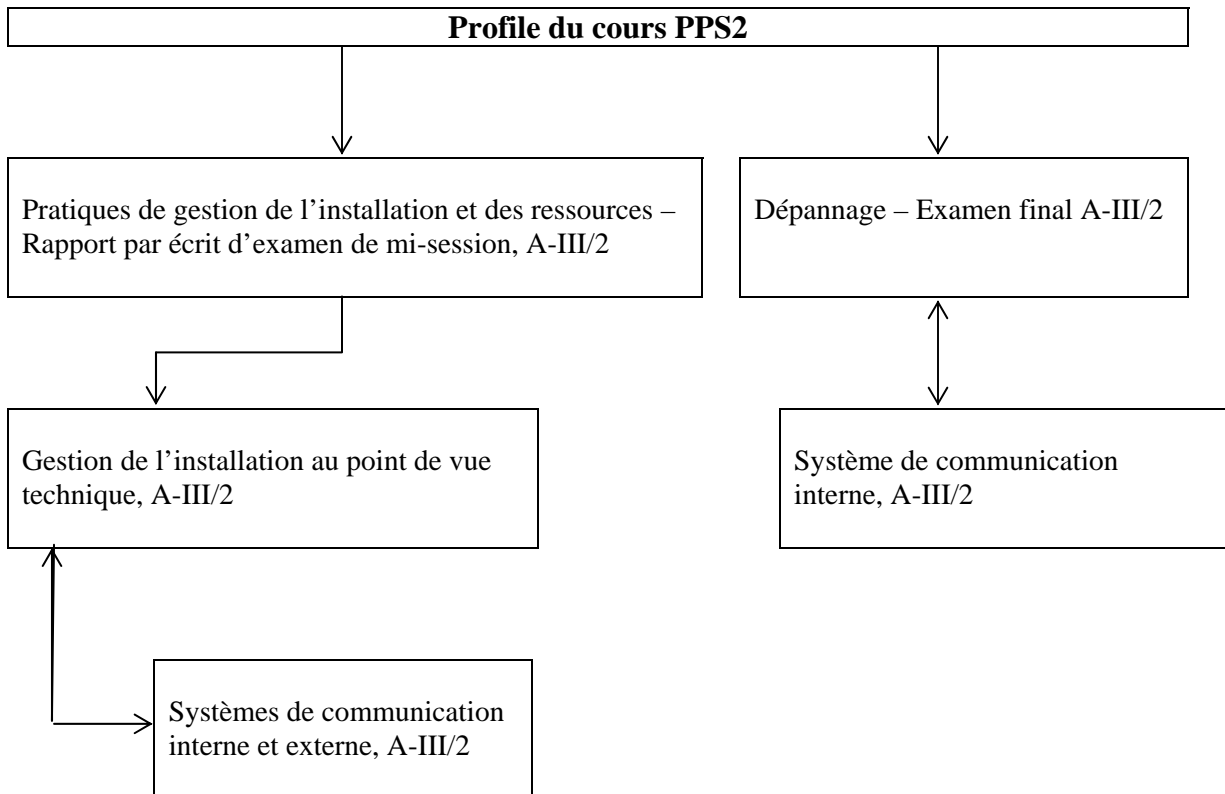 Profile du cours PPS2
Pratiques de gestion de l’installation et des ressources –
Rapport par écrit d’examen de mi-session, A-III/2
Dépannage – Examen final A-III/2
Gestion de l’installation au point de vue
technique, A-III/2
Système de communication
interne, A-III/2
Systèmes de communication
interne et externe, A-III/2